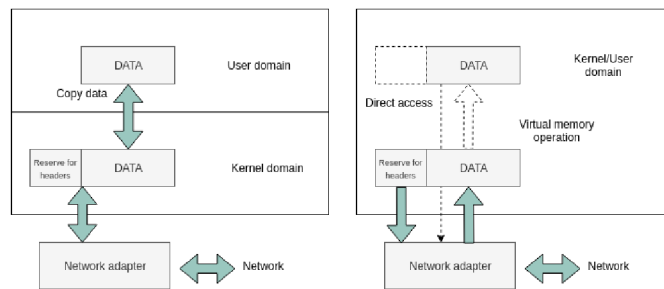 DATA
User domain
Copy data
Reserve for
headers
DATA
Kernel domain
Network adapter
Network
DATA
Kernel/User
domain
Direct access
Virtual memory
operation
Reserve for
headers
DATA
Network adapter
Network